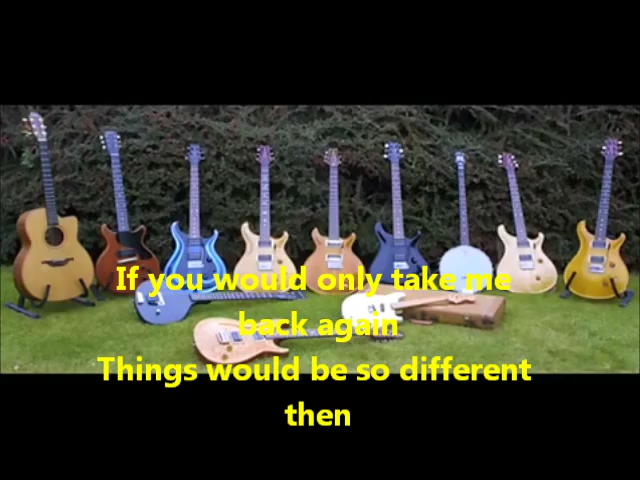 If you would only take me
back again
Things would be so different
then